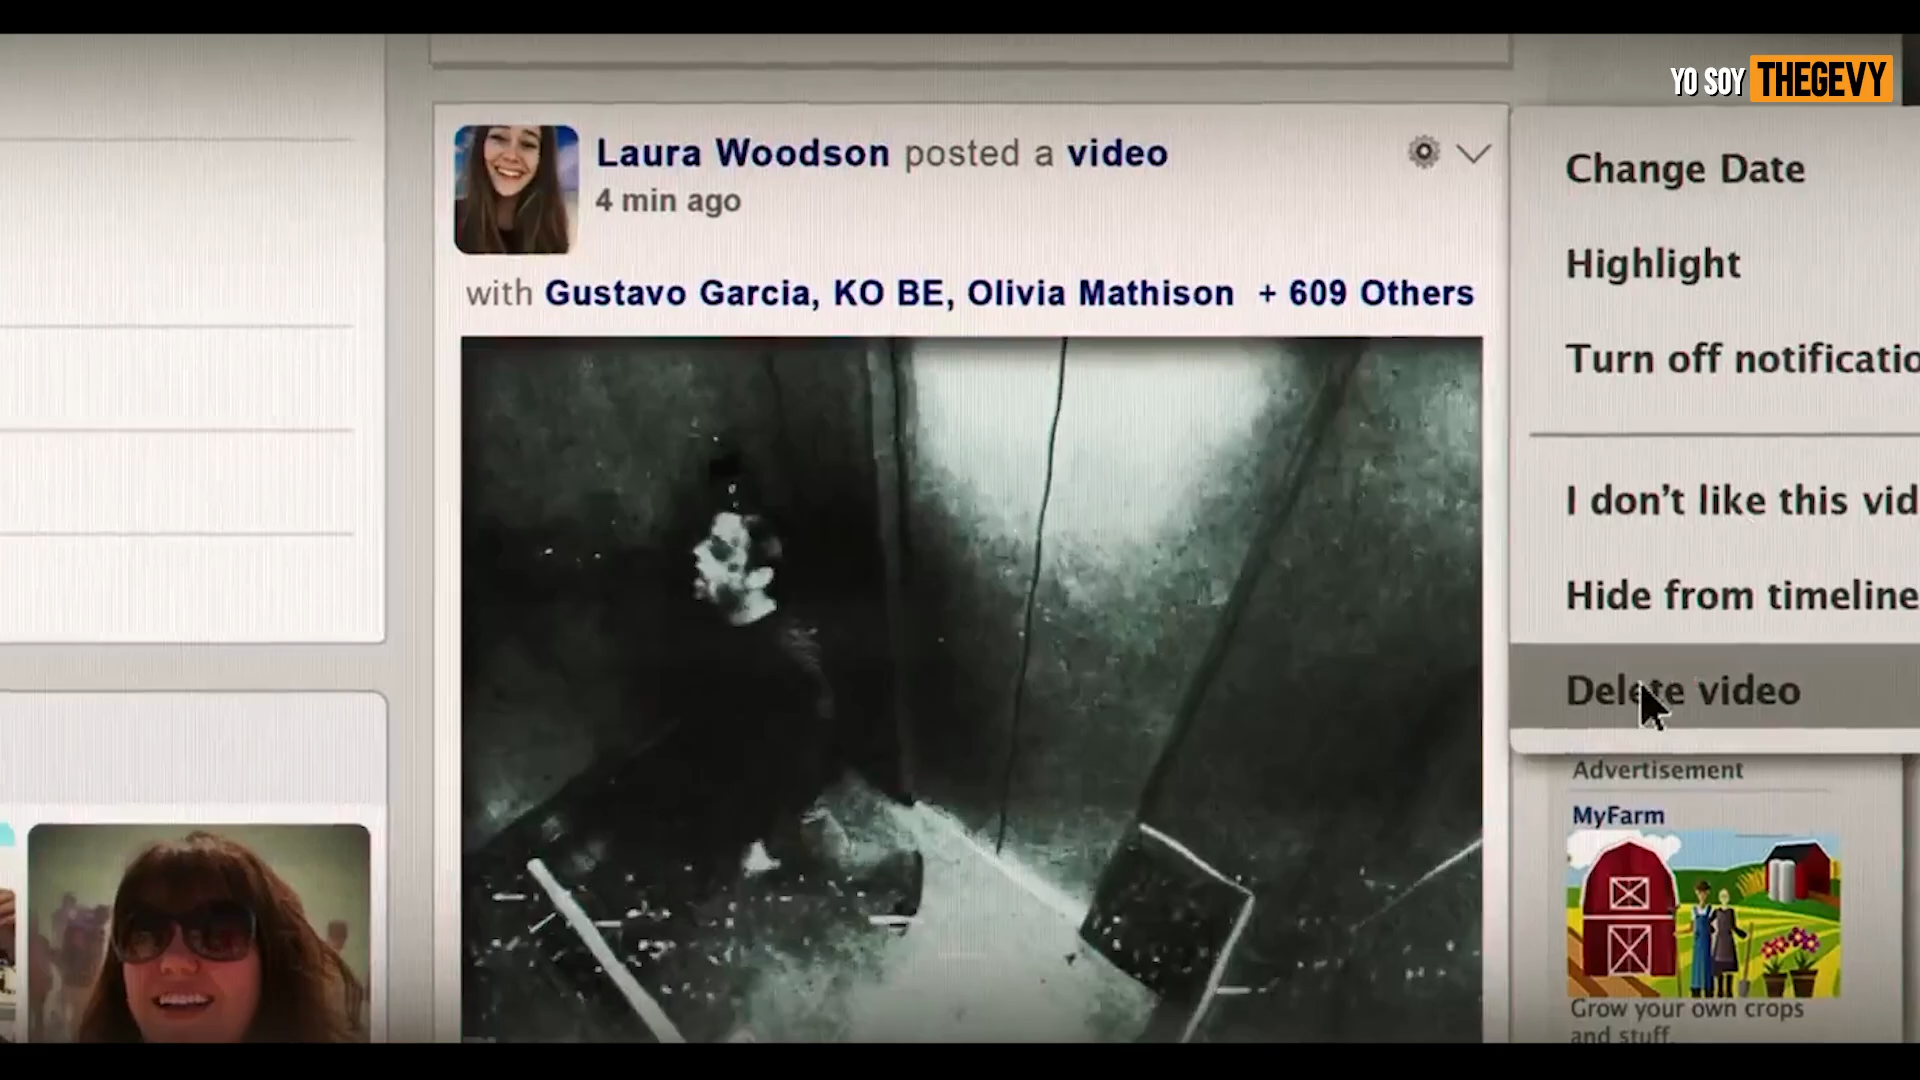 YO SOY THEGEVY
Laura Woodson posted a video
4 min ago
with Gustavo Garcia, KO BE, Olivia Mathison + 609 Others
Change Date
Highlight
Turn off notificatio
I don't like this vid
Hide from timeline
Delete video
Advertisement
MyFarm
Grow your own crops
and stuff.